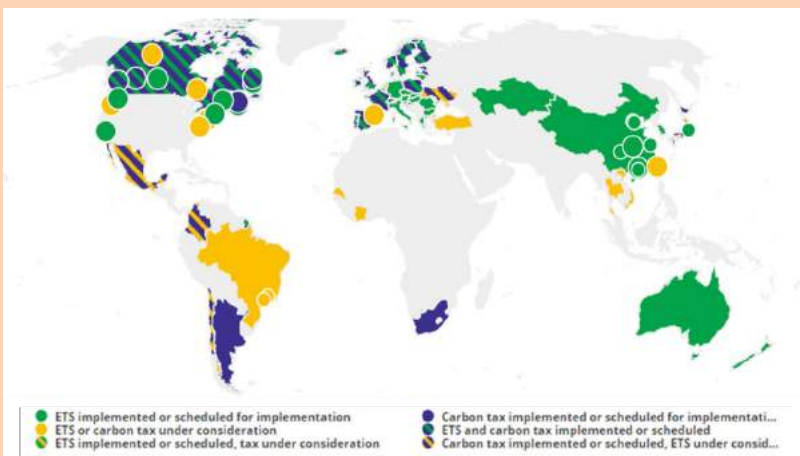 ETS implemented or scheduled for implementation
ETS or carbon tax under consideration
ETS implemented or scheduled, tax under consideration
Carbon tax implemented or scheduled for implementati...
ETS and carbon tax implemented or scheduled
Carbon tax implemented or scheduled, ETS under consid...